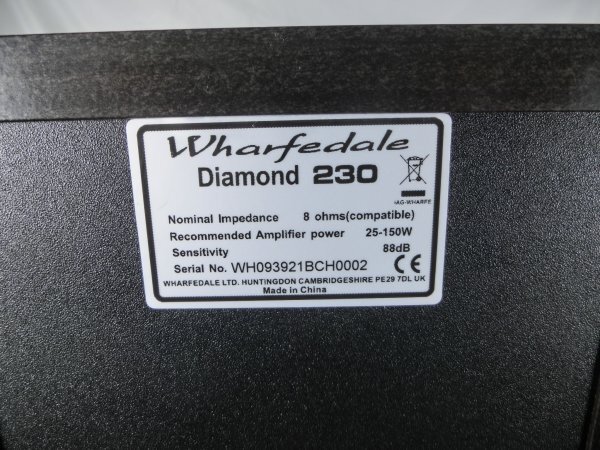 Wharfedale
Diamond 230
IAG-WHARFE
Nominal Impedance 8 ohms(compatible)
Recommended Amplifier power 25-150W
Sensitivity 88dB
Serial No. WH093921BCH0002 CE
WHARFEDALE LTD. HUNTINGDON CAMBRIDGESHIRE PE29 7DL UK
Made in China